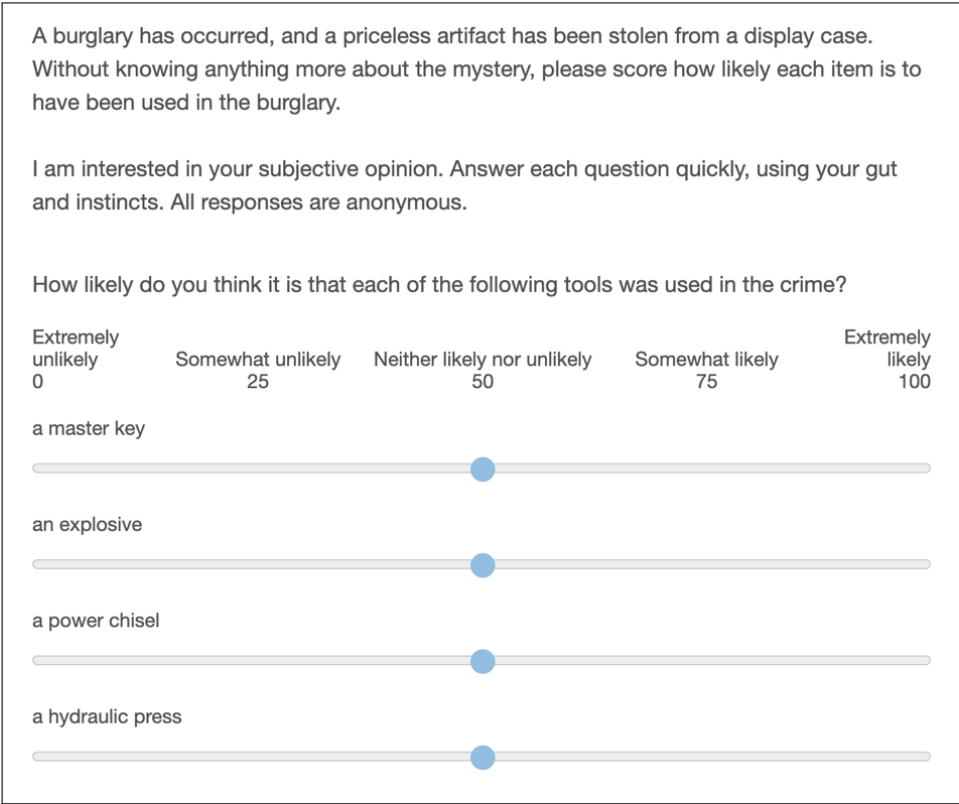 A burglary has occurred, and a priceless artifact has been stolen from a display case.
Without knowing anything more about the mystery, please score how likely each item is to
have been used in the burglary.
I am interested in your subjective opinion. Answer each question quickly, using your gut
and instincts. All responses are anonymous.
How likely do you think it is that each of the following tools was used in the crime?
Extremely unlikely
0
Somewhat unlikely
25
Neither likely nor unlikely
50
Somewhat likely
75
Extremely likely
100
a master key
an explosive
a power chisel
a hydraulic press